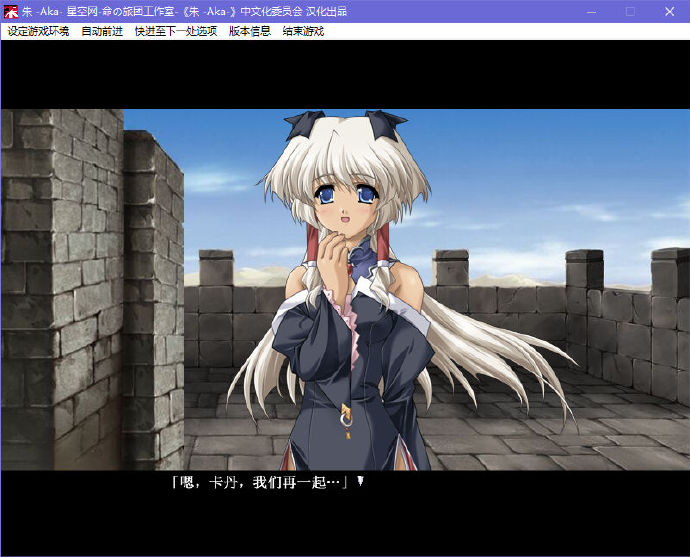 朱 -Aka- 星空网-命の旅团工作室-《朱 -Aka-》中文化委员会 汉化出品
设定游戏环境 自动前进 快进至下一处选项 版本信息 结束游戏
「嗯，卡丹，我们再一起…」